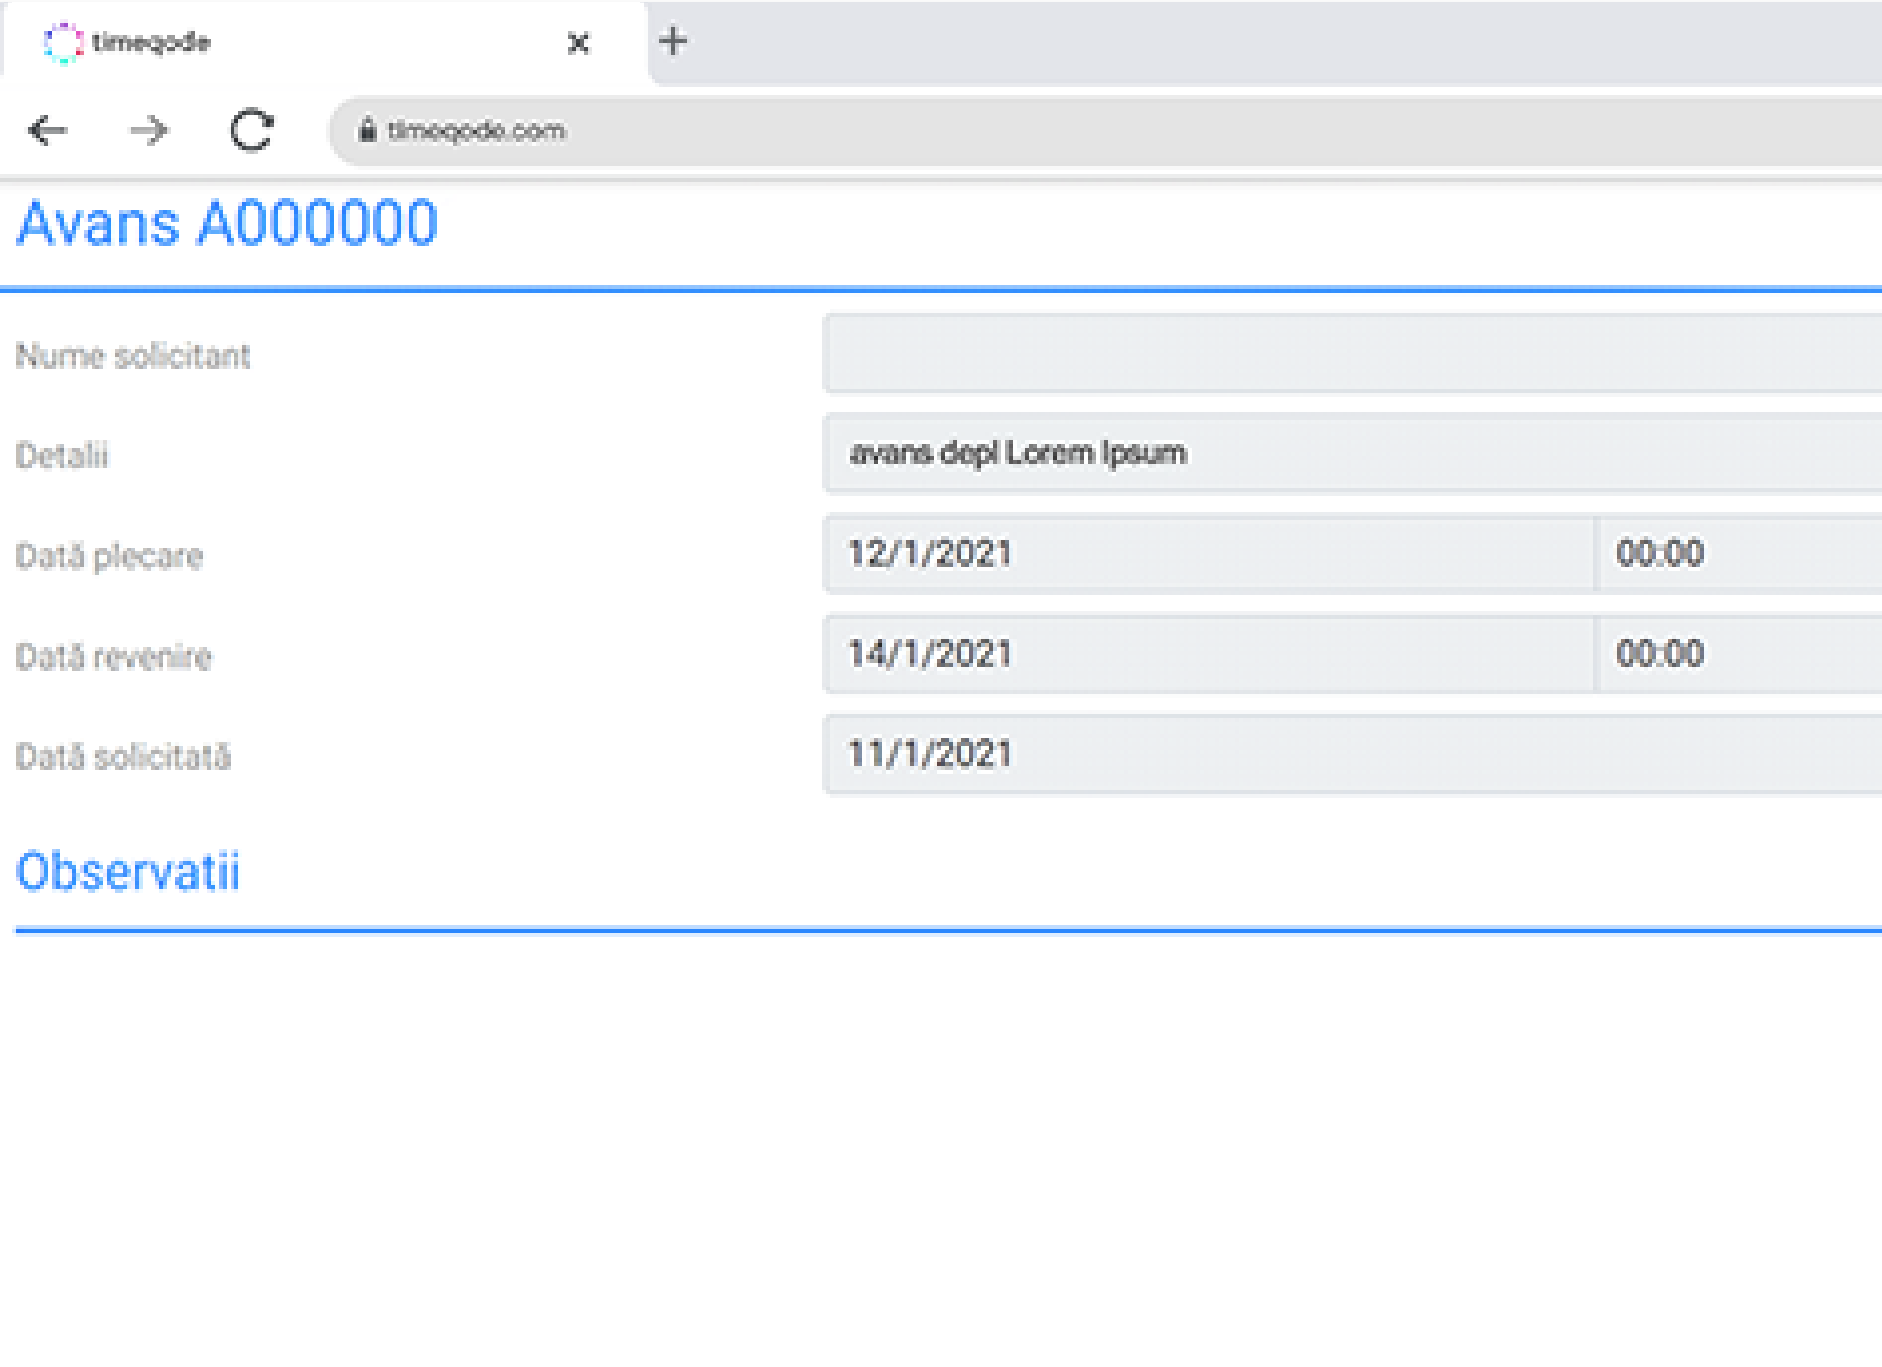 timeqode
timeqode.com
Avans A000000
Nume solicitant
Detalii avans depl Lorem Ipsum
Dată plecare 12/1/2021 00:00
Dată revenire 14/1/2021 00:00
Dată solicitată 11/1/2021
Observatii